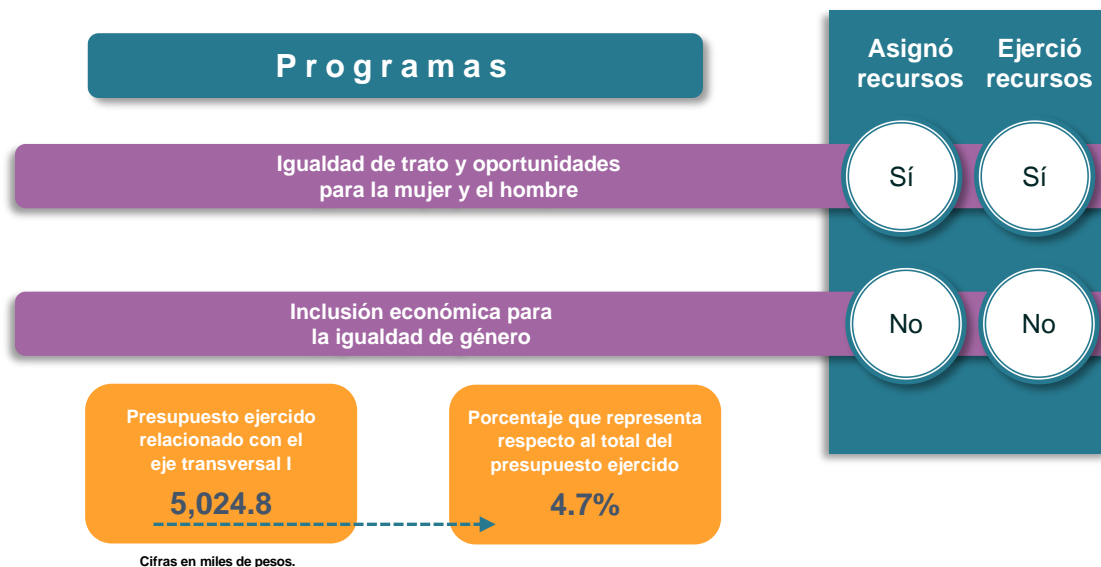 Programas
Asignó
recursos
Ejerció
recursos
Igualdad de trato y oportunidades
para la mujer y el hombre
Sí
Sí
Inclusión económica para
la igualdad de género
No
No
Presupuesto ejercido
relacionado con el
eje transversal I
5,024.8
Porcentaje que representa
respecto al total del
presupuesto ejercido
4.7%
Cifras en miles de pesos.